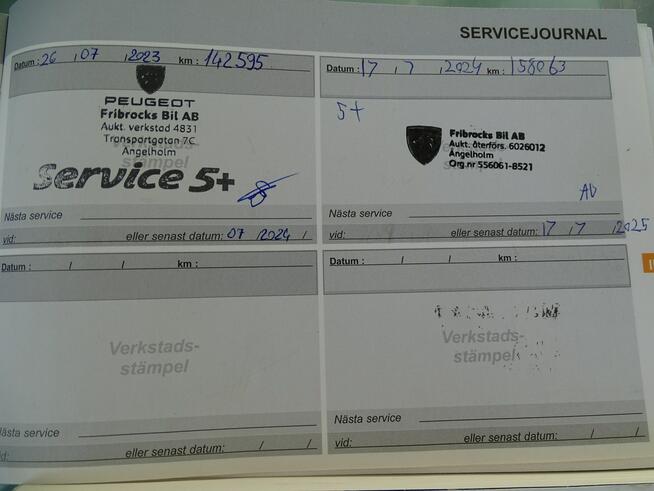 SERVICEJOURNAL
Datum: 26 / 07 / 2023 km: 142595
PEUGEOT
Fribrocks Bil AB
Aukt. verkstad 4831
Transportgatan 7C
Ängelholm
Service 5+
Nästa service
vid: eller senast datum: 07 / 2024 /
Datum: 17 / 7 / 2024 km: 158063
5+
Fribrocks Bil AB
Aukt. återförs. 6026012
Ängelholm
Org.nr 556061-8521
AD
Nästa service
vid: eller senast datum: 17 / 7 / 2025
Datum: / / km:
Verkstads-
stämpel
Nästa service
vid: eller senast datum: / /
Datum: / / km:
Verkstads-
stämpel
Nästa service
vid: eller senast datum: / /